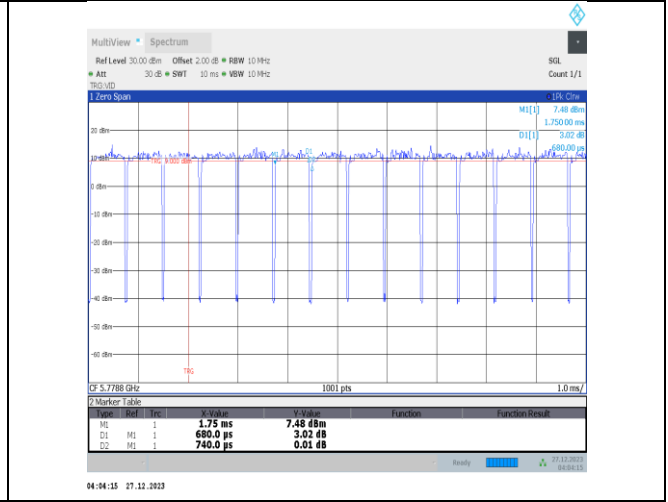 MultiView Spectrum
Ref Level 30.00 dBm Offset 2.00 dB RBW 10 MHz SGL
Att 30 dB SWT 10 ms VBW 10 MHz Count 1/1
TRG:VID
1 Zero Span 1Pk Clrw
M1[1] 7.48 dBm
1.75000 ms
20 dBm
D1[1] 3.02 dB
680.00 µs
D1
M1
10 dBm
TRG 9.000 dBm
0 dBm
-10 dBm
-20 dBm
-30 dBm
-40 dBm
-50 dBm
-60 dBm
TRG
CF 5.7788 GHz 1001 pts 1.0 ms/
2 Marker Table
Type Ref Trc X-Value Y-Value Function Function Result
M1 1 1.75 ms 7.48 dBm
D1 M1 1 680.0 µs 3.02 dB
D2 M1 1 740.0 µs 0.01 dB
Ready 27.12.2023
04:04:15
04:04:15 27.12.2023